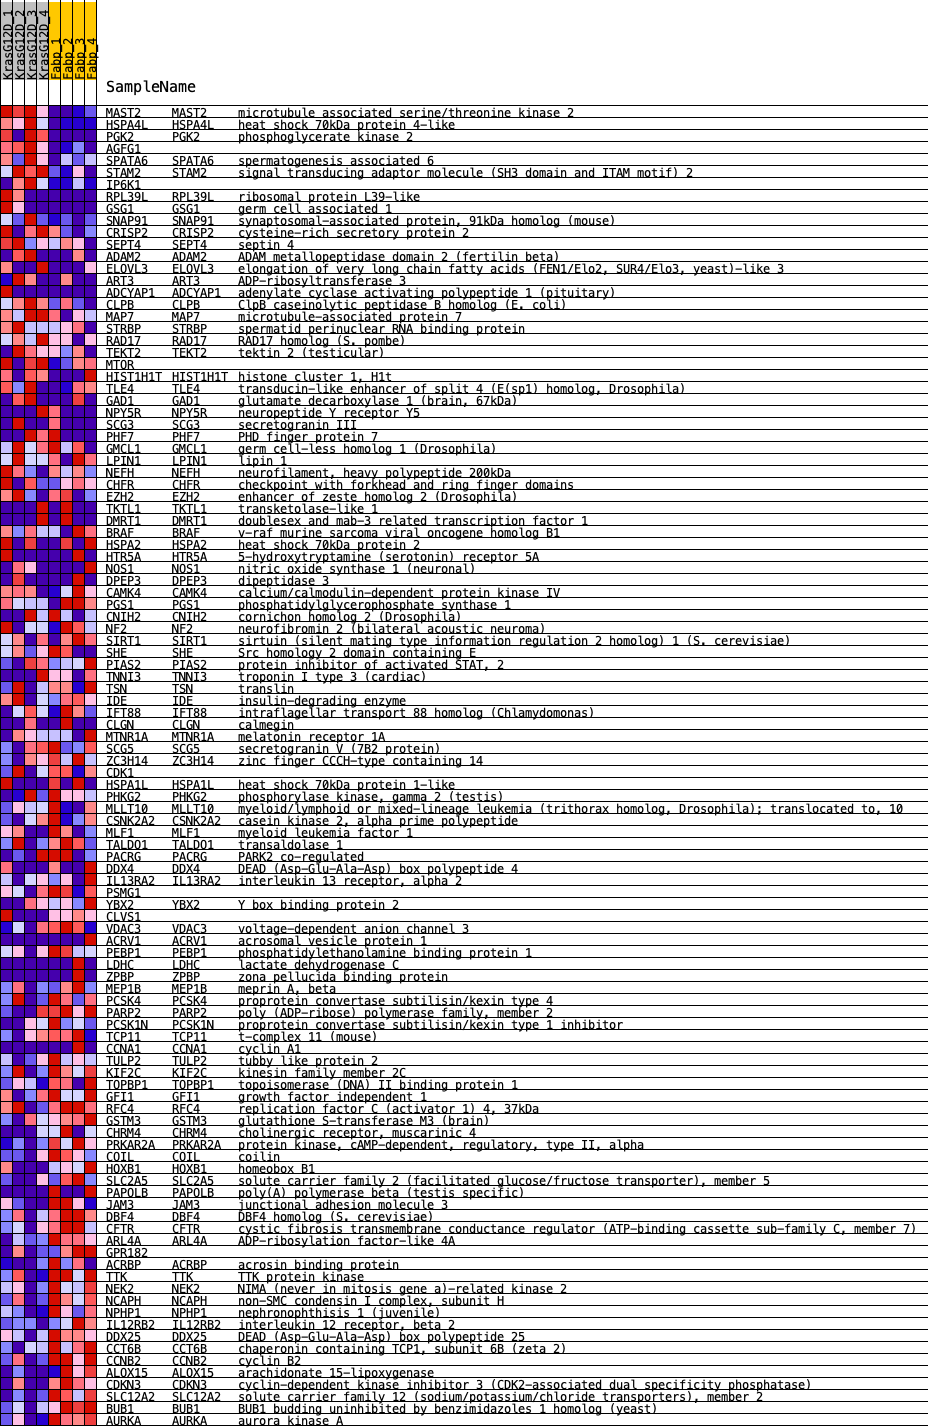 KrasG12D_1
KrasG12D_2
KrasG12D_3
KrasG12D_4
Fabp_1
Fabp_2
Fabp_3
Fabp_4
SampleName
MAST2 MAST2 microtubule associated serine/threonine kinase 2
HSPA4L HSPA4L heat shock 70kDa protein 4-like
PGK2 PGK2 phosphoglycerate kinase 2
AGFG1
SPATA6 SPATA6 spermatogenesis associated 6
STAM2 STAM2 signal transducing adaptor molecule (SH3 domain and ITAM motif) 2
IP6K1
RPL39L RPL39L ribosomal protein L39-like
GSG1 GSG1 germ cell associated 1
SNAP91 SNAP91 synaptosomal-associated protein, 91kDa homolog (mouse)
CRISP2 CRISP2 cysteine-rich secretory protein 2
SEPT4 SEPT4 septin 4
ADAM2 ADAM2 ADAM metallopeptidase domain 2 (fertilin beta)
ELOVL3 ELOVL3 elongation of very long chain fatty acids (FEN1/Elo2, SUR4/Elo3, yeast)-like 3
ART3 ART3 ADP-ribosyltransferase 3
ADCYAP1 ADCYAP1 adenylate cyclase activating polypeptide 1 (pituitary)
CLPB CLPB ClpB caseinolytic peptidase B homolog (E. coli)
MAP7 MAP7 microtubule-associated protein 7
STRBP STRBP spermatid perinuclear RNA binding protein
RAD17 RAD17 RAD17 homolog (S. pombe)
TEKT2 TEKT2 tektin 2 (testicular)
MTOR
HIST1H1T HIST1H1T histone cluster 1, H1t
TLE4 TLE4 transducin-like enhancer of split 4 (E(sp1) homolog, Drosophila)
GAD1 GAD1 glutamate decarboxylase 1 (brain, 67kDa)
NPY5R NPY5R neuropeptide Y receptor Y5
SCG3 SCG3 secretogranin III
PHF7 PHF7 PHD finger protein 7
GMCL1 GMCL1 germ cell-less homolog 1 (Drosophila)
LPIN1 LPIN1 lipin 1
NEFH NEFH neurofilament, heavy polypeptide 200kDa
CHFR CHFR checkpoint with forkhead and ring finger domains
EZH2 EZH2 enhancer of zeste homolog 2 (Drosophila)
TKTL1 TKTL1 transketolase-like 1
DMRT1 DMRT1 doublesex and mab-3 related transcription factor 1
BRAF BRAF v-raf murine sarcoma viral oncogene homolog B1
HSPA2 HSPA2 heat shock 70kDa protein 2
HTR5A HTR5A 5-hydroxytryptamine (serotonin) receptor 5A
NOS1 NOS1 nitric oxide synthase 1 (neuronal)
DPEP3 DPEP3 dipeptidase 3
CAMK4 CAMK4 calcium/calmodulin-dependent protein kinase IV
PGS1 PGS1 phosphatidylglycerophosphate synthase 1
CNIH2 CNIH2 cornichon homolog 2 (Drosophila)
NF2 NF2 neurofibromin 2 (bilateral acoustic neuroma)
SIRT1 SIRT1 sirtuin (silent mating type information regulation 2 homolog) 1 (S. cerevisiae)
SHE SHE Src homology 2 domain containing E
PIAS2 PIAS2 protein inhibitor of activated STAT, 2
TNNI3 TNNI3 troponin I type 3 (cardiac)
TSN TSN translin
IDE IDE insulin-degrading enzyme
IFT88 IFT88 intraflagellar transport 88 homolog (Chlamydomonas)
CLGN CLGN calmegin
MTNR1A MTNR1A melatonin receptor 1A
SCG5 SCG5 secretogranin V (7B2 protein)
ZC3H14 ZC3H14 zinc finger CCCH-type containing 14
CDK1
HSPA1L HSPA1L heat shock 70kDa protein 1-like
PHKG2 PHKG2 phosphorylase kinase, gamma 2 (testis)
MLLT10 MLLT10 myeloid/lymphoid or mixed-lineage leukemia (trithorax homolog, Drosophila); translocated to, 10
CSNK2A2 CSNK2A2 casein kinase 2, alpha prime polypeptide
MLF1 MLF1 myeloid leukemia factor 1
TALDO1 TALDO1 transaldolase 1
PACRG PACRG PARK2 co-regulated
DDX4 DDX4 DEAD (Asp-Glu-Ala-Asp) box polypeptide 4
IL13RA2 IL13RA2 interleukin 13 receptor, alpha 2
PSMG1
YBX2 YBX2 Y box binding protein 2
CLVS1
VDAC3 VDAC3 voltage-dependent anion channel 3
ACRV1 ACRV1 acrosomal vesicle protein 1
PEBP1 PEBP1 phosphatidylethanolamine binding protein 1
LDHC LDHC lactate dehydrogenase C
ZPBP ZPBP zona pellucida binding protein
MEP1B MEP1B meprin A, beta
PCSK4 PCSK4 proprotein convertase subtilisin/kexin type 4
PARP2 PARP2 poly (ADP-ribose) polymerase family, member 2
PCSK1N PCSK1N proprotein convertase subtilisin/kexin type 1 inhibitor
TCP11 TCP11 t-complex 11 (mouse)
CCNA1 CCNA1 cyclin A1
TULP2 TULP2 tubby like protein 2
KIF2C KIF2C kinesin family member 2C
TOPBP1 TOPBP1 topoisomerase (DNA) II binding protein 1
GFI1 GFI1 growth factor independent 1
RFC4 RFC4 replication factor C (activator 1) 4, 37kDa
GSTM3 GSTM3 glutathione S-transferase M3 (brain)
CHRM4 CHRM4 cholinergic receptor, muscarinic 4
PRKAR2A PRKAR2A protein kinase, cAMP-dependent, regulatory, type II, alpha
COIL COIL coilin
HOXB1 HOXB1 homeobox B1
SLC2A5 SLC2A5 solute carrier family 2 (facilitated glucose/fructose transporter), member 5
PAPOLB PAPOLB poly(A) polymerase beta (testis specific)
JAM3 JAM3 junctional adhesion molecule 3
DBF4 DBF4 DBF4 homolog (S. cerevisiae)
CFTR CFTR cystic fibrosis transmembrane conductance regulator (ATP-binding cassette sub-family C, member 7)
ARL4A ARL4A ADP-ribosylation factor-like 4A
GPR182
ACRBP ACRBP acrosin binding protein
TTK TTK TTK protein kinase
NEK2 NEK2 NIMA (never in mitosis gene a)-related kinase 2
NCAPH NCAPH non-SMC condensin I complex, subunit H
NPHP1 NPHP1 nephronophthisis 1 (juvenile)
IL12RB2 IL12RB2 interleukin 12 receptor, beta 2
DDX25 DDX25 DEAD (Asp-Glu-Ala-Asp) box polypeptide 25
CCT6B CCT6B chaperonin containing TCP1, subunit 6B (zeta 2)
CCNB2 CCNB2 cyclin B2
ALOX15 ALOX15 arachidonate 15-lipoxygenase
CDKN3 CDKN3 cyclin-dependent kinase inhibitor 3 (CDK2-associated dual specificity phosphatase)
SLC12A2 SLC12A2 solute carrier family 12 (sodium/potassium/chloride transporters), member 2
BUB1 BUB1 BUB1 budding uninhibited by benzimidazoles 1 homolog (yeast)
AURKA AURKA aurora kinase A